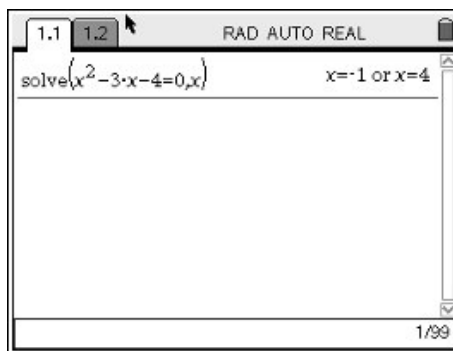 1.1 1.2 RAD AUTO REAL
solve(x²-3·x-4=0,x) x=-1 or x=4
1/99